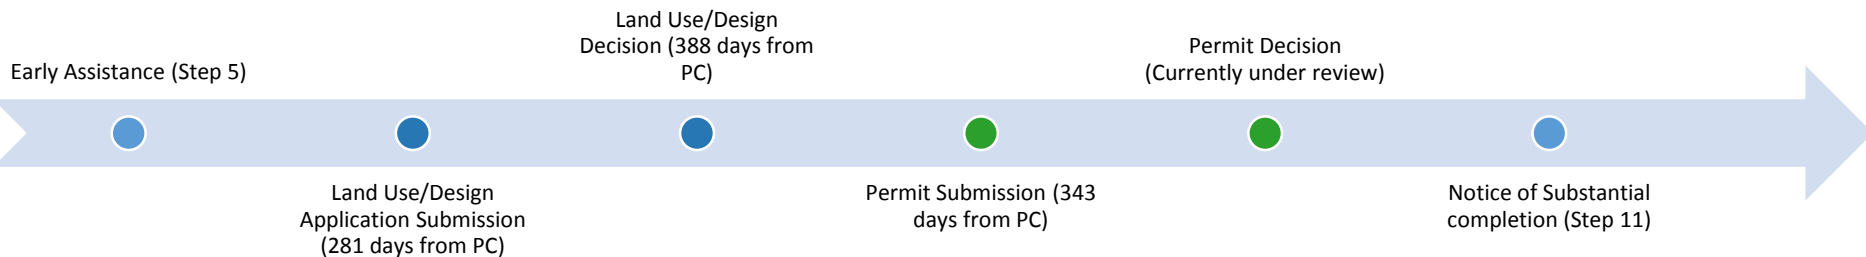 Early Assistance (Step 5)
Land Use/Design
Application Submission
(281 days from PC)
Land Use/Design
Decision (388 days from
PC)
Permit Submission (343
days from PC)
Permit Decision
(Currently under review)
Notice of Substantial
completion (Step 11)